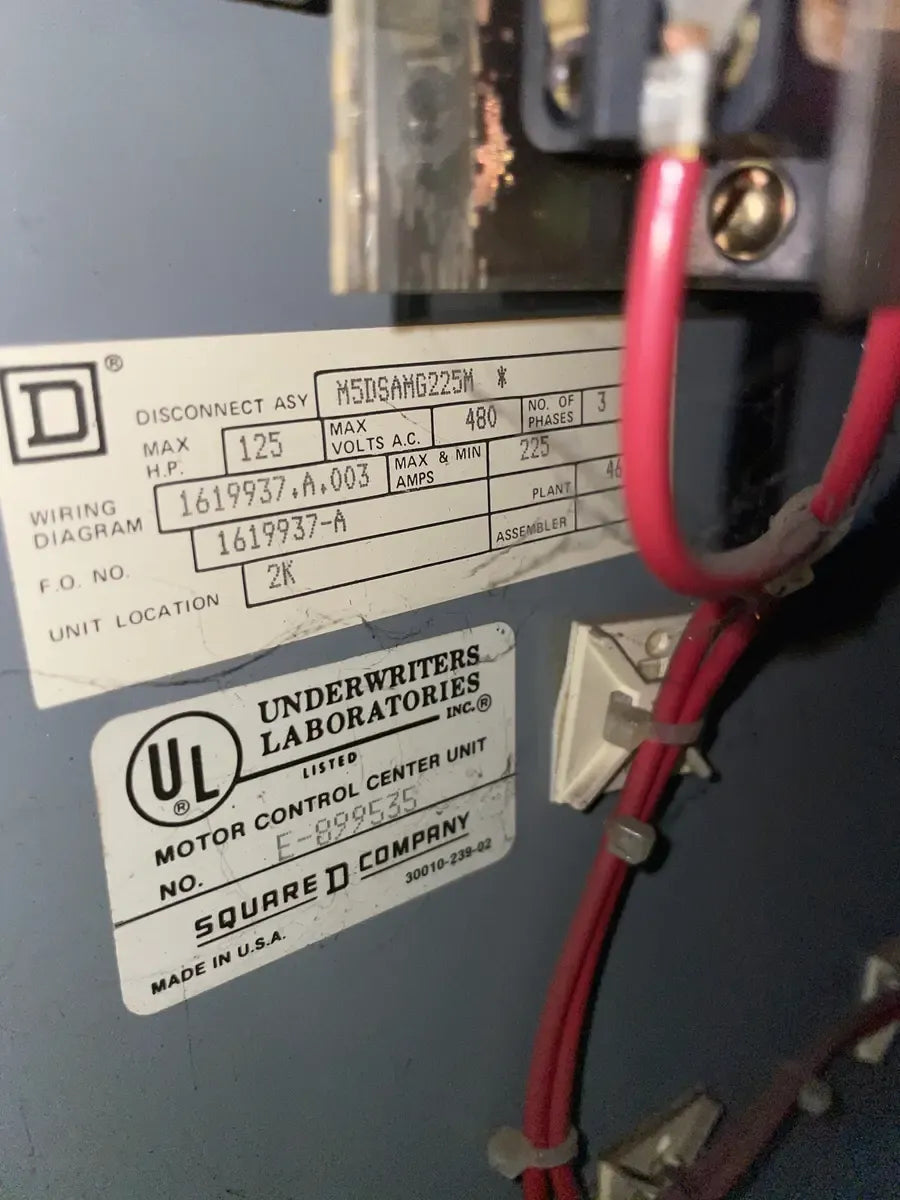 D®
DISCONNECT ASY M5DSAMG225M *
MAX H.P. 125 MAX VOLTS A.C. 480 NO. OF PHASES 3
WIRING DIAGRAM 1619937.A.003 MAX & MIN AMPS 225
F.O. NO. 1619937-A PLANT 46
UNIT LOCATION 2K ASSEMBLER
UL® UNDERWRITERS
LABORATORIES
INC.®
LISTED
MOTOR CONTROL CENTER UNIT
NO. E-899535
SQUARE D COMPANY
30010-239-02
MADE IN U.S.A.